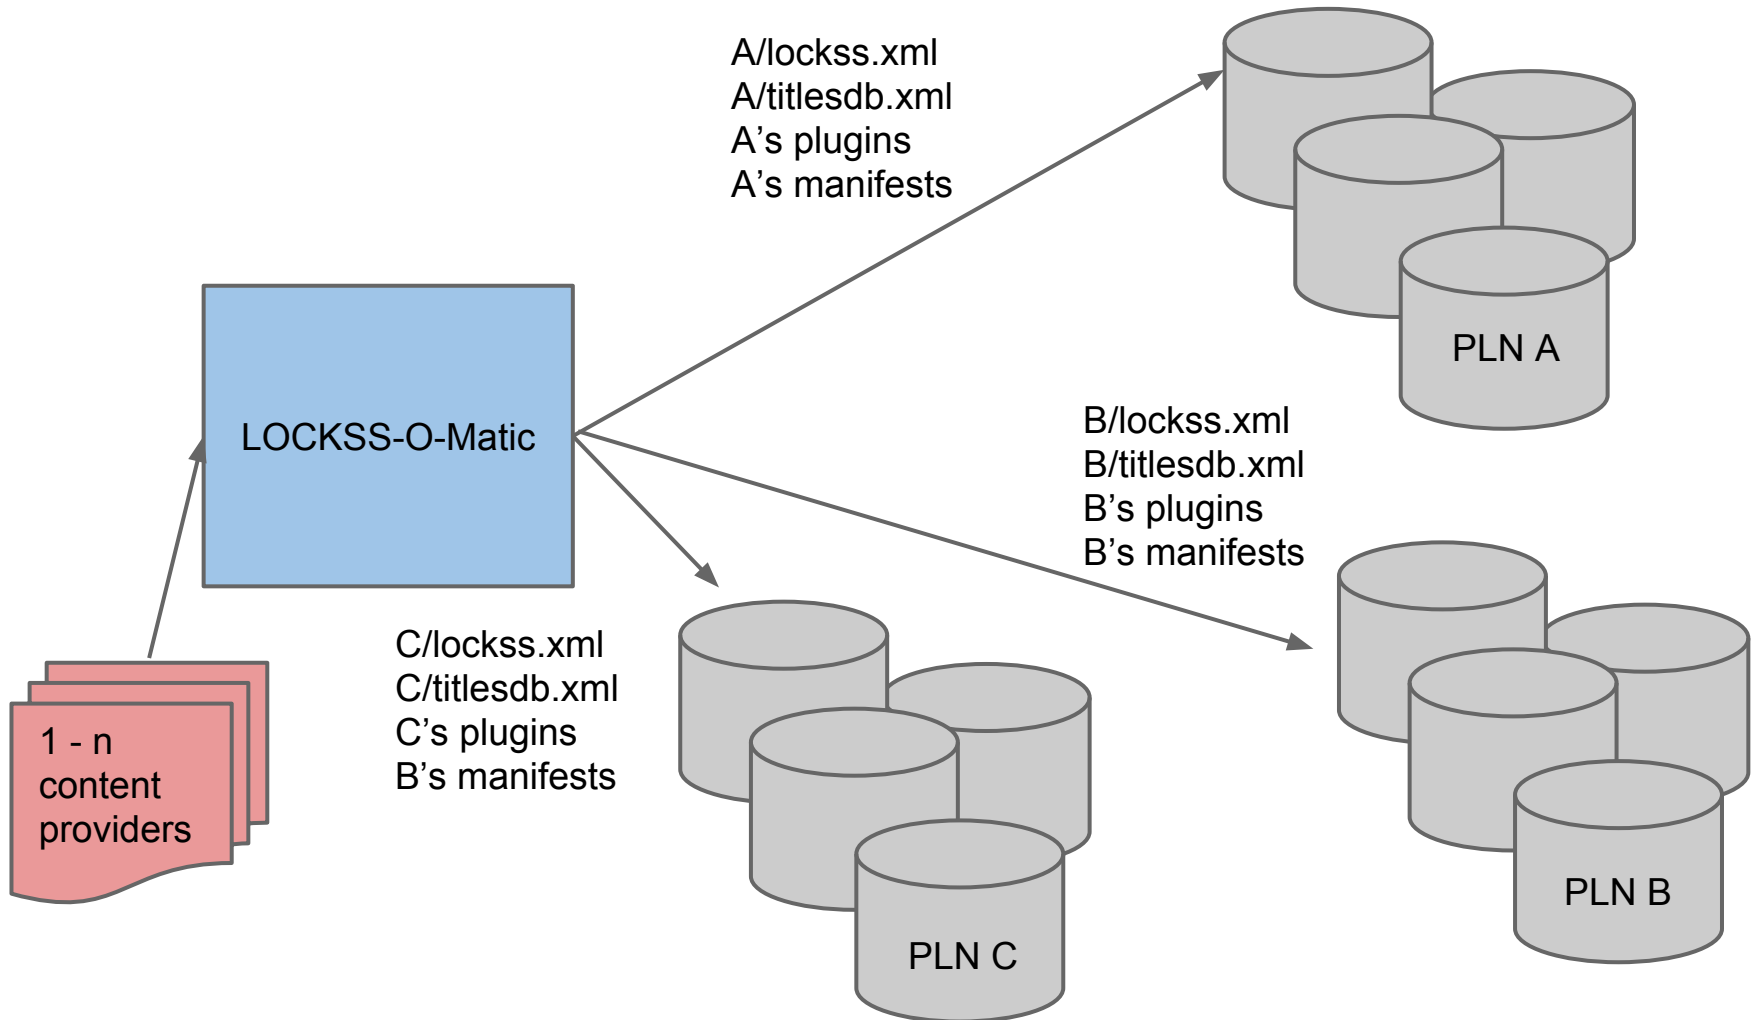 A/lockss.xml
A/titlesdb.xml
A’s plugins
A’s manifests
PLN A
LOCKSS-O-Matic
B/lockss.xml
B/titlesdb.xml
B’s plugins
B’s manifests
C/lockss.xml
C/titlesdb.xml
C’s plugins
B’s manifests
1 - n
content
providers
PLN B
PLN C